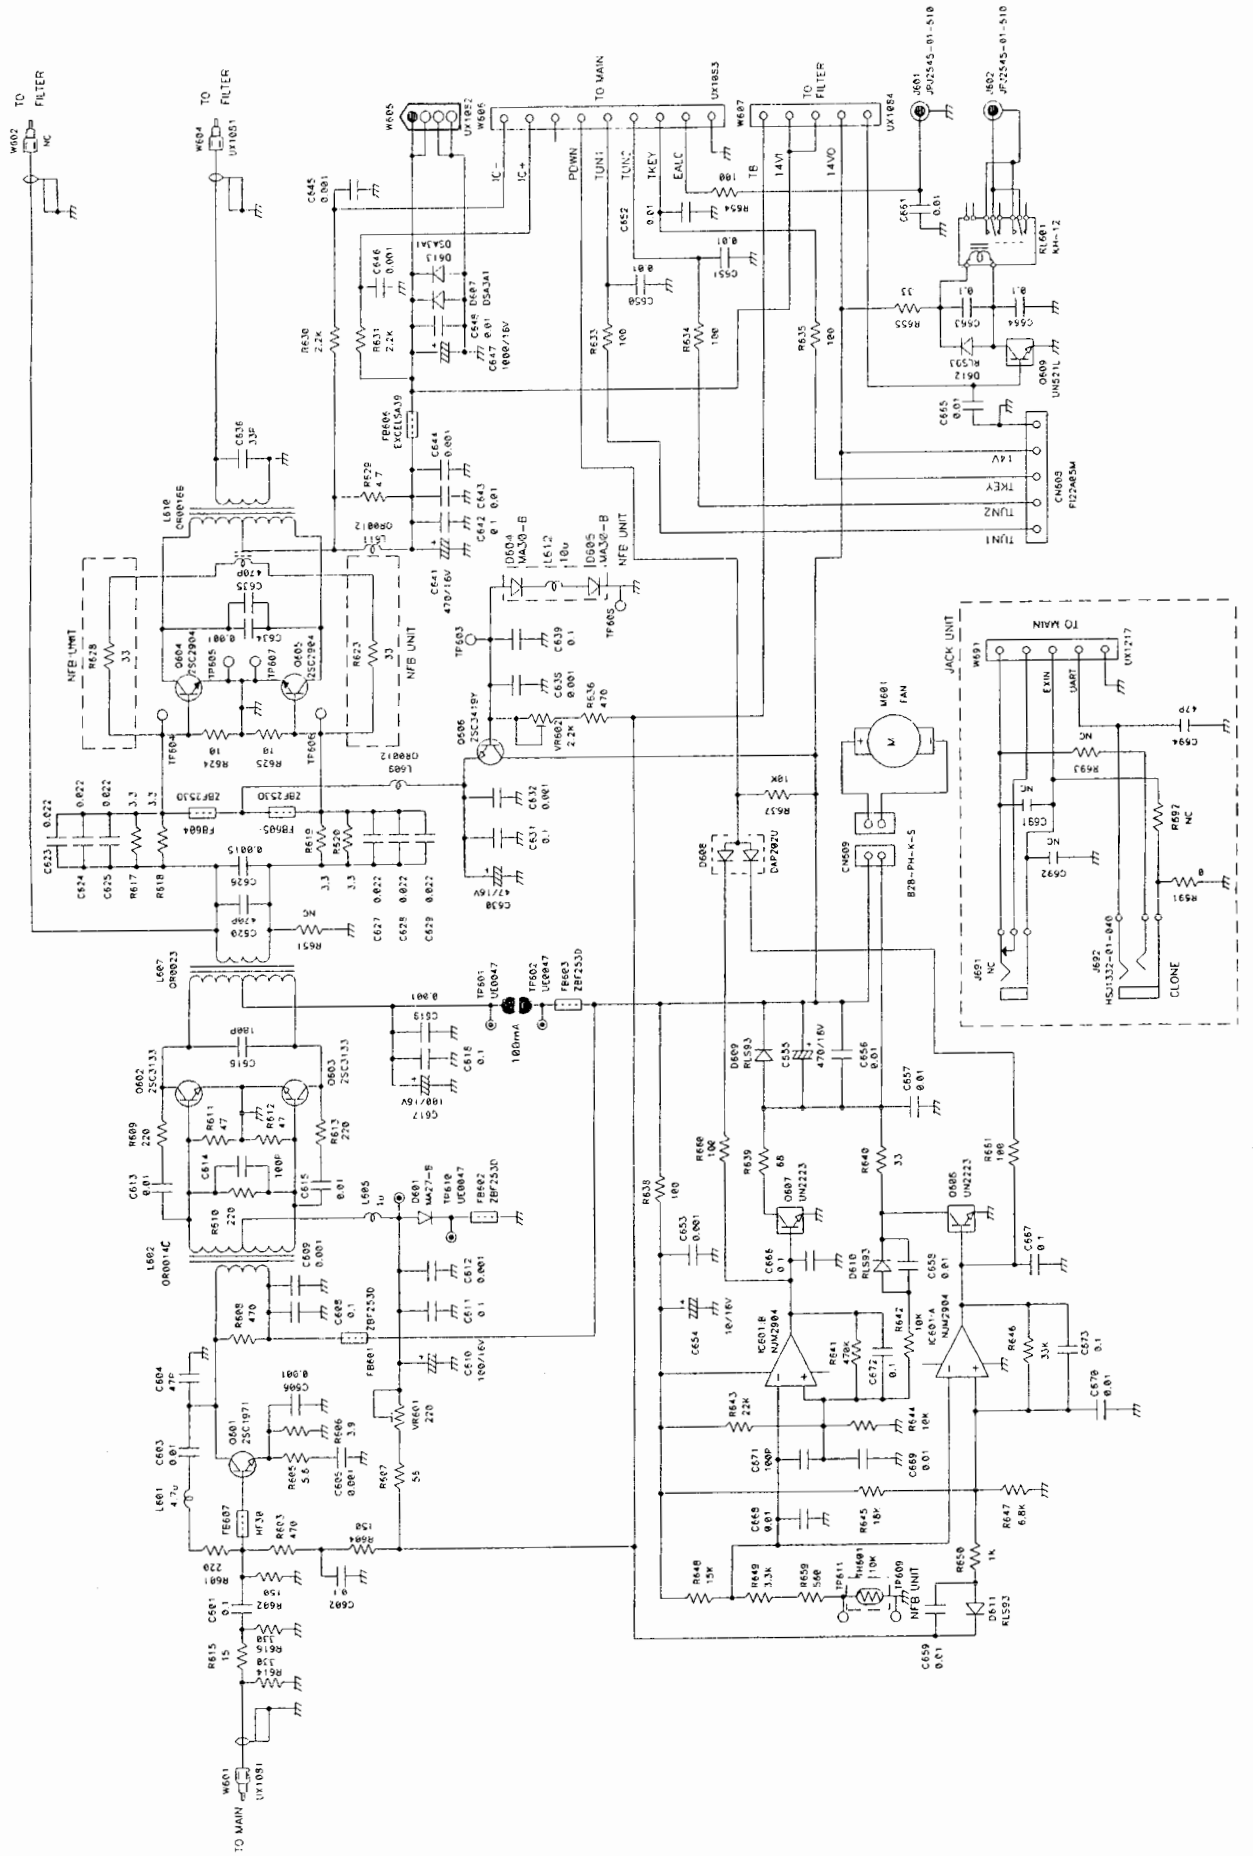 W602
NC
TO
FILTER
W604
UX1051
TO
FILTER
C645
0.001
W605
UX1052
W606
IC-
IC+
PDWN
TUN1
TUN2
TKEY
EALC
TO MAIN
UX1053
W607
TB
14V1
14VD
TO
FILTER
UX1054
J601
JPJ2545-01-510
J602
JPJ2545-01-510
R630
2.2K
R631
2.2K
C646
0.001
D613
DSA3A1
D607
DSA3A1
C648
0.01
C647
1000/16V
C652
0.01
R654
100
C661
0.01
C650
0.01
C651
0.01
R633
100
R634
100
R635
100
R655
33
C663
0.1
C664
0.1
RL601
D612
RLS93
UN521L
C665
0.01
CN608
FI22A05M
14V
TKEY
TUN2
TUN1
C636
33P
L610
OR0016B
FB606
EXCELSA39
R629
4.7
L611
OR0012
C644
0.001
C643
0.01
C642
0.1
C641
470/16V
NFB UNIT
R628
33
C635
470P
C634
0.001
Q604
2SC2904
TP605
TP607
Q605
2SC2904
R623
33
NFB UNIT
TP604
R624
10
R625
10
TP606
Q606
2SC3419Y
TP603
D604
MA30-B
L612
10u
D605
MA30-B
NFB UNIT
C639
0.1
0.001
VR602
2.2K
R636
470
L609
OR0012
C632
0.001
C631
0.1
C630
47/16V
C623
0.022
C624
0.022
C625
0.022
R617
3.3
R618
3.3
FB604
ZBF253D
FB605
ZBF253D
R619
3.3
R620
3.3
C627
0.022
C628
0.022
C629
0.022
C626
0.0015
C620
470P
R651
NC
L607
OR0023
C616
180P
Q602
2SC3133
Q603
2SC3133
R609
220
R611
47
R612
47
R613
220
C613
0.01
C614
100P
R610
220
C615
0.01
L602
OR0014C
C619
0.001
C618
0.1
C617
100/16V
TP601
UE0047
TP602
UE0047
100mA
FB603
ZBF253D
L605
1u
D601
MA27-B
TP610
UE0047
FB602
ZBF253D
C609
0.001
C608
0.1
R608
470
FB601
ZBF253D
C612
0.001
C611
0.1
C610
100/16V
VR601
220
R607
56
C604
47P
C603
0.01
L601
4.7u
Q601
2SC1971
C606
0.001
R606
3.9
R605
5.6
C605
0.001
FB607
HF30
R603
470
R604
150
C602
0.1
R601
220
R602
150
C601
0.1
R615
15
R616
330
R614
330
W601
UX1051
TO MAIN
D608
DAP202U
R637
10K
CN609
B2B-PH-K-S
M601
FAN
M
D609
RLS93
C655
470/16V
C656
0.01
C657
0.01
R660
100
R639
68
Q607
UN2223
R640
33
R661
100
UN2223
R638
100
C653
0.001
C654
10/16V
C666
0.1
D610
RLS93
C658
0.01
C667
0.1
IC601:B
NJM2904
R641
470K
C672
0.1
R642
10K
IC601:A
NJM2904
R646
33K
C673
0.1
C670
0.01
R643
22K
R644
10K
C671
100P
C669
0.01
C668
0.01
R645
18K
R647
6.8K
R650
1K
R648
15K
R649
3.3K
R659
560
TP611
TH601
10K
TP609
NFB UNIT
C659
0.01
D611
RLS93
JACK UNIT
W691
TO MAIN
UX1217
EXIN
UART
C694
47P
R693
NC
C691
NC
C692
NC
R692
NC
R691
0
J691
NC
J692
HSJ1332-01-040
CLONE